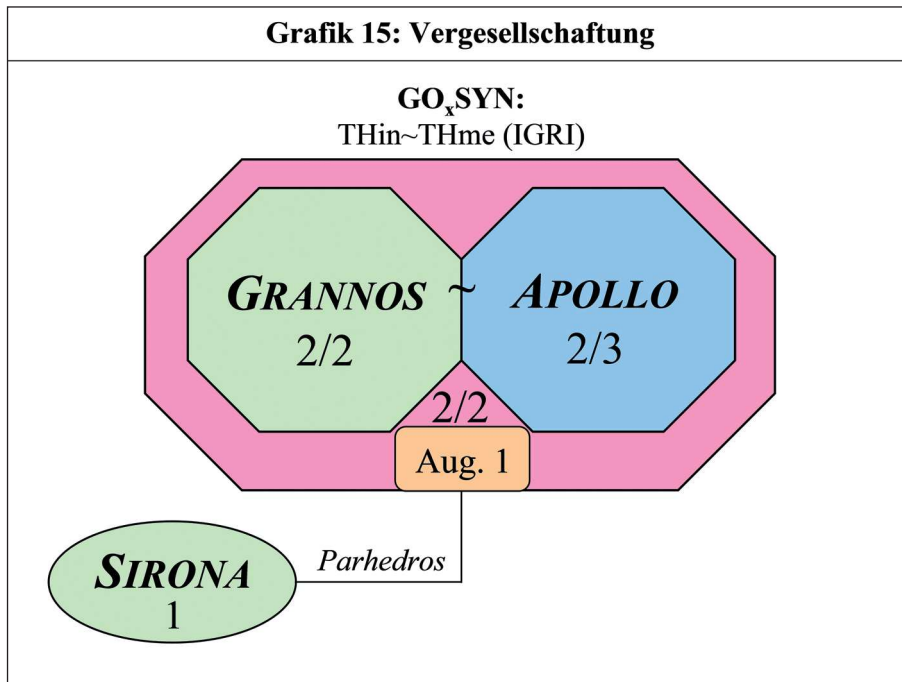 Grafik 15: Vergesellschaftung
GOxSYN:
THin~THme (IGRI)
GRANNOS ~ APOLLO
2/2 2/3
2/2
Aug. 1
Parhedros
SIRONA
1